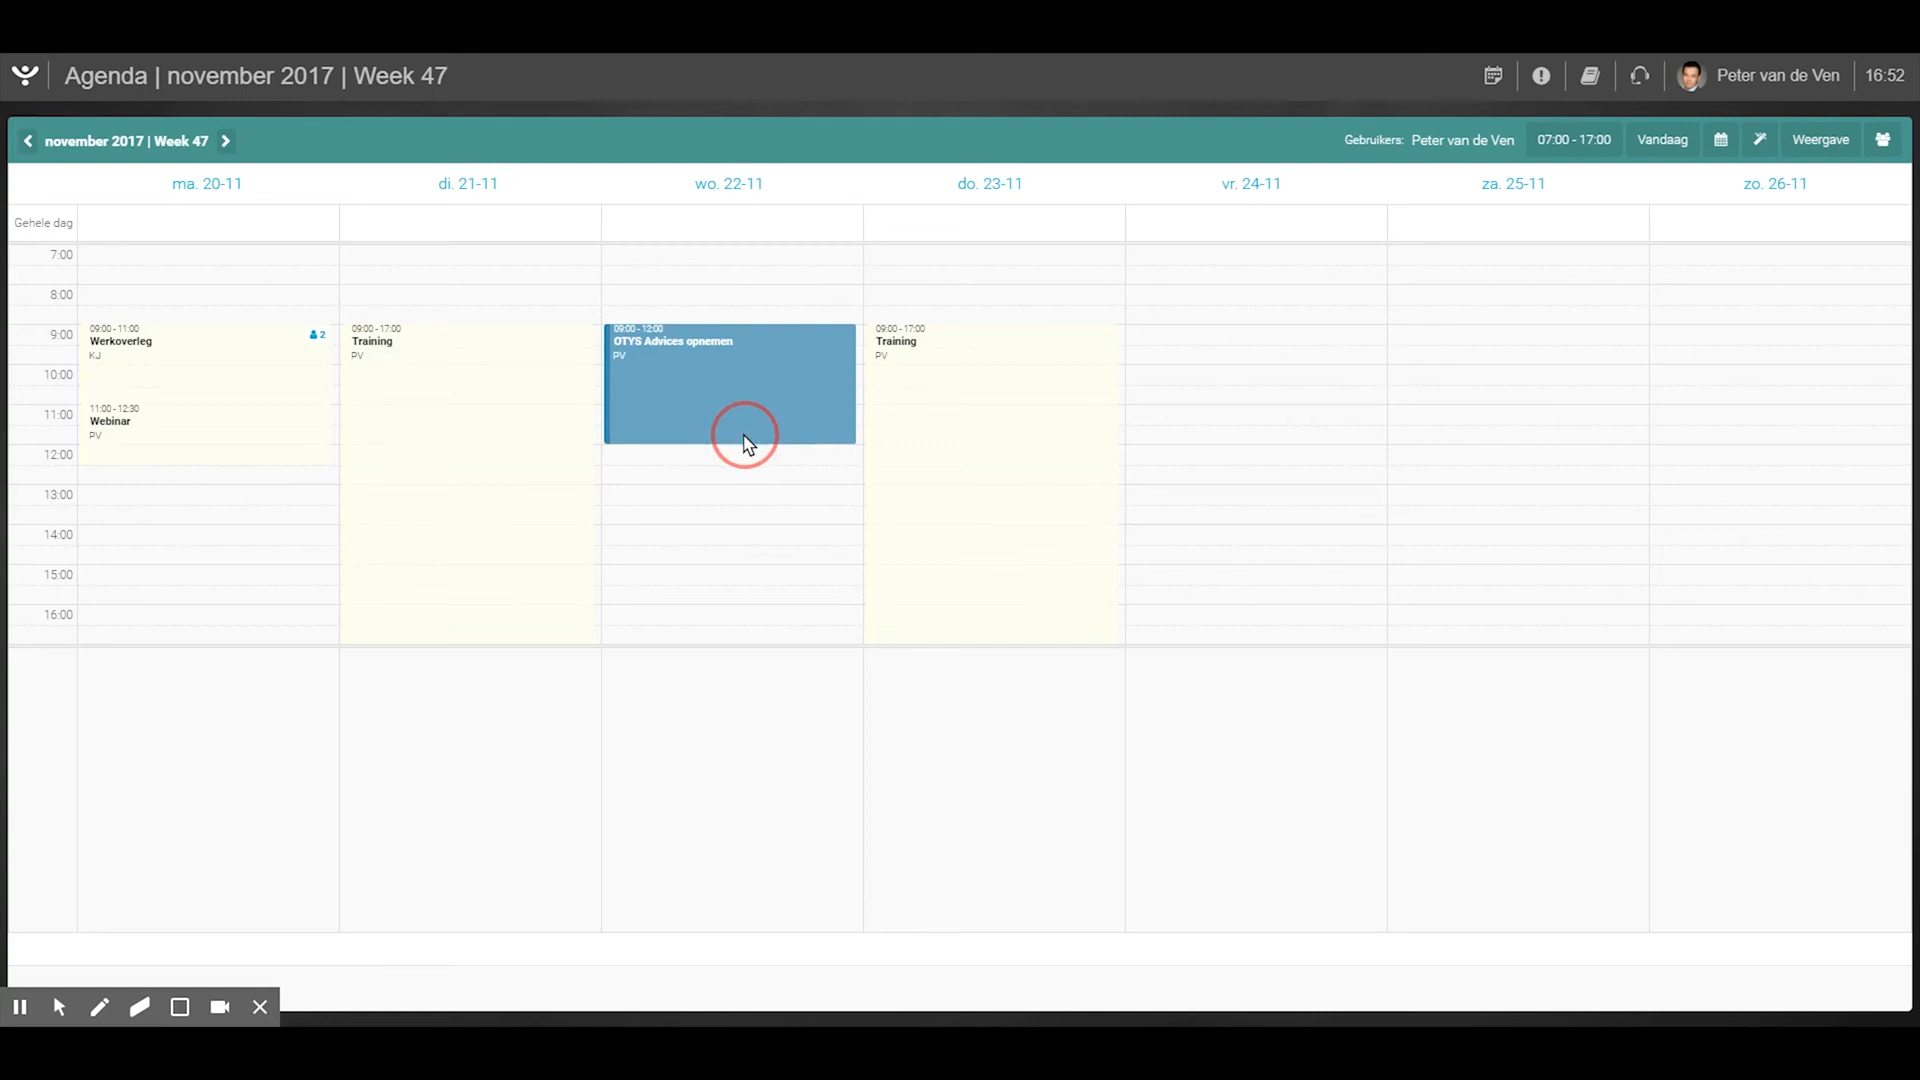 Agenda | november 2017 | Week 47
Peter van de Ven
16:52
november 2017 | Week 47
Gebruikers: Peter van de Ven
07:00 - 17:00
Vandaag
Weergave
ma. 20-11
di. 21-11
wo. 22-11
do. 23-11
vr. 24-11
za. 25-11
zo. 26-11
Gehele dag
7:00
8:00
9:00
10:00
11:00
12:00
13:00
14:00
15:00
16:00
09:00 - 11:00
2
Werkoverleg
KJ
11:00 - 12:30
Webinar
PV
09:00 - 17:00
Training
PV
09:00 - 12:00
OTYS Advices opnemen
PV
09:00 - 17:00
Training
PV